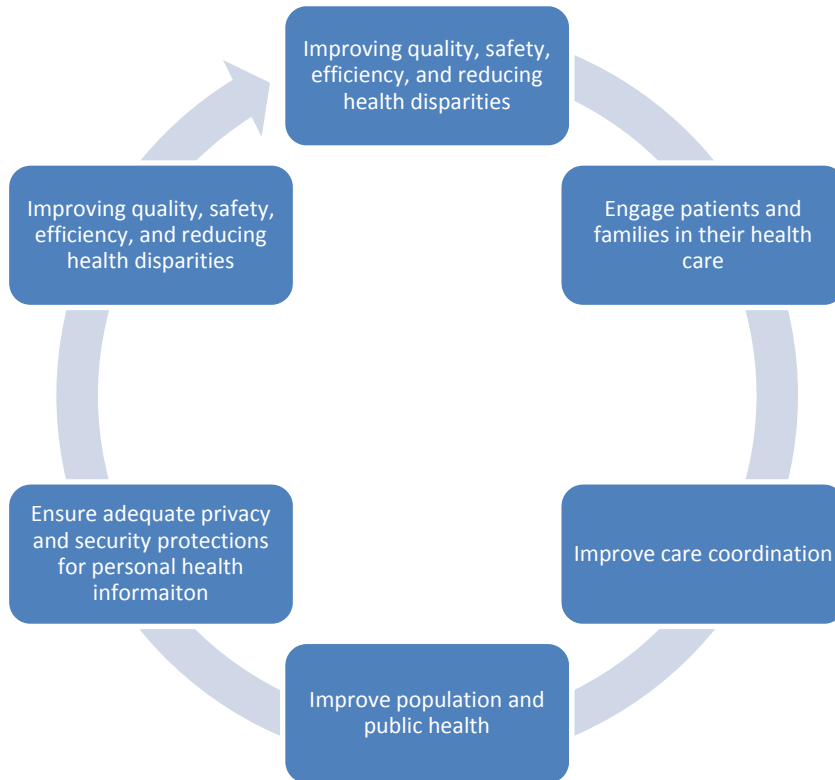 Improving quality, safety,
efficiency, and reducing
health disparities
Engage patients and
families in their health
care
Improve care coordination
Improve population and
public health
Ensure adequate privacy
and security protections
for personal health
informaiton
Improving quality, safety,
efficiency, and reducing
health disparities